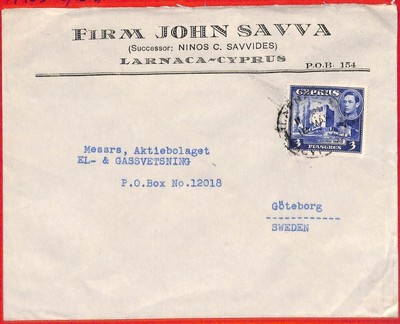 FIRM JOHN SAVVA
(Successor: NINOS C. SAVVIDES)
LARNACA-CYPRUS
P.O.B. 154
CYPRUS
3 PIASTRES 3
Messrs, Aktiebolaget
EL- & GASSVETSNING
P.O.Box No.12018
Göteborg
SWEDEN